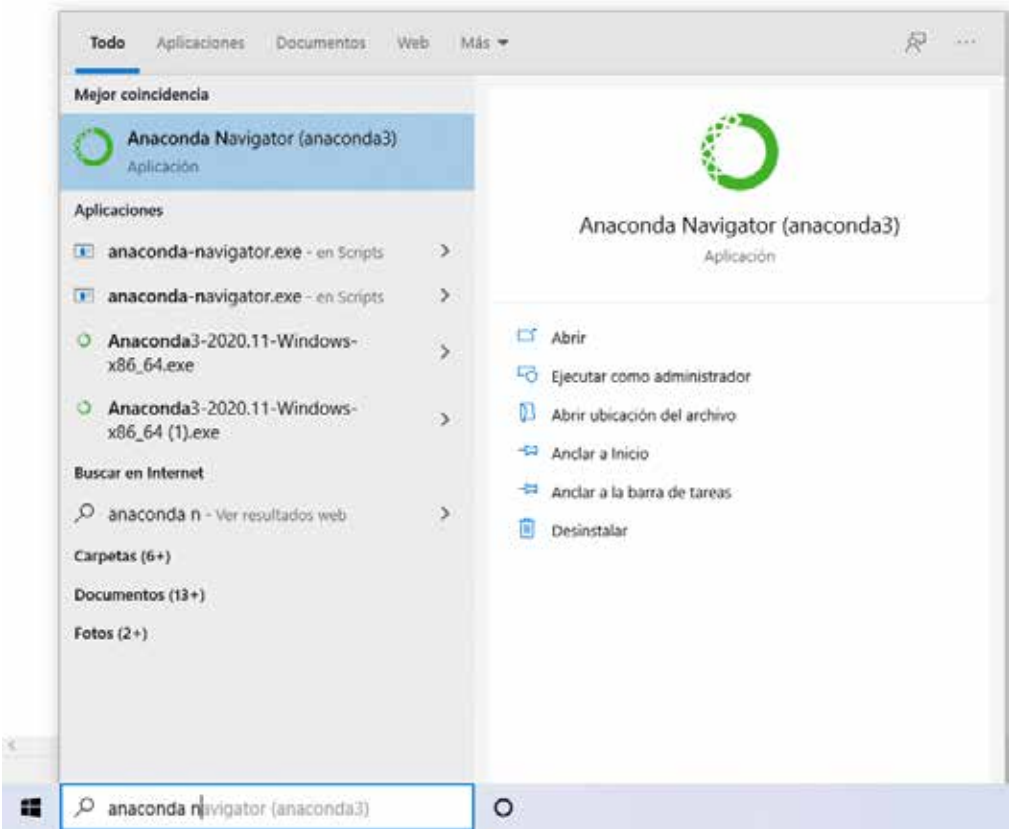 Todo Aplicaciones Documentos Web Más
Mejor coincidencia
Anaconda Navigator (anaconda3)
Aplicación
Aplicaciones
anaconda-navigator.exe - en Scripts
anaconda-navigator.exe - en Scripts
Anaconda3-2020.11-Windows-
x86_64.exe
Anaconda3-2020.11-Windows-
x86_64 (1).exe
Buscar en Internet
anaconda n - Ver resultados web
Carpetas (6+)
Documentos (13+)
Fotos (2+)
Anaconda Navigator (anaconda3)
Aplicación
Abrir
Ejecutar como administrador
Abrir ubicación del archivo
Anclar a Inicio
Anclar a la barra de tareas
Desinstalar
anaconda navigator (anaconda3)